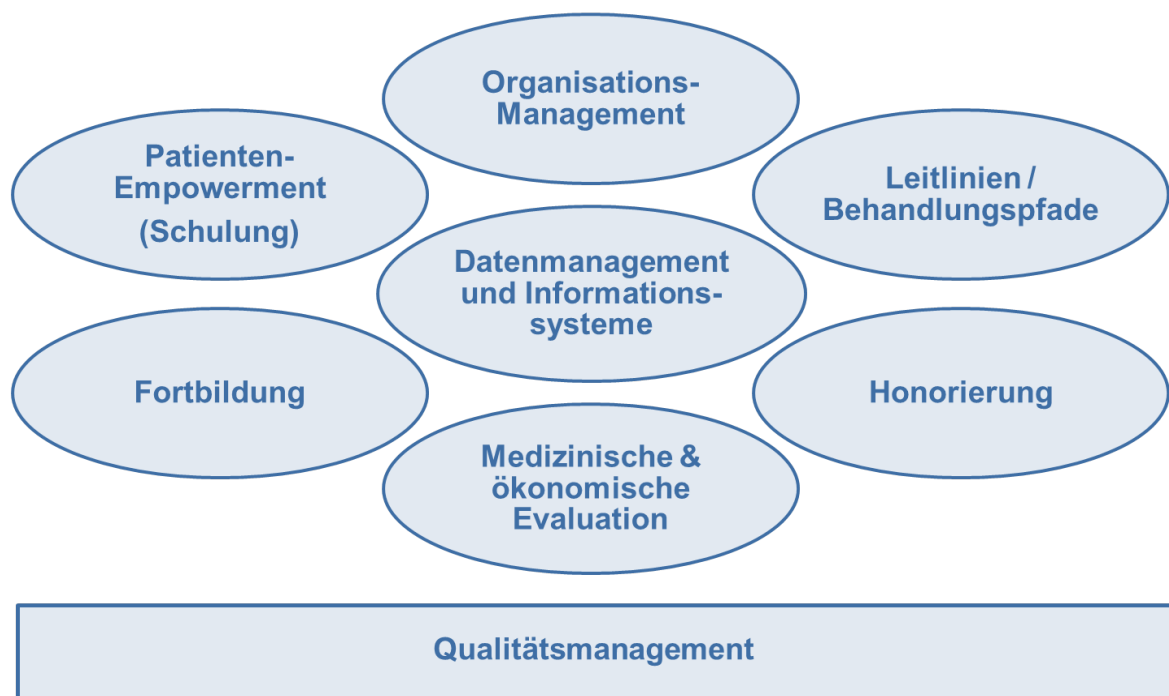 Organisations-
Management
Patienten-
Empowerment
(Schulung)
Leitlinien /
Behandlungspfade
Datenmanagement
und Informations-
systeme
Fortbildung
Honorierung
Medizinische &
ökonomische
Evaluation
Qualitätsmanagement